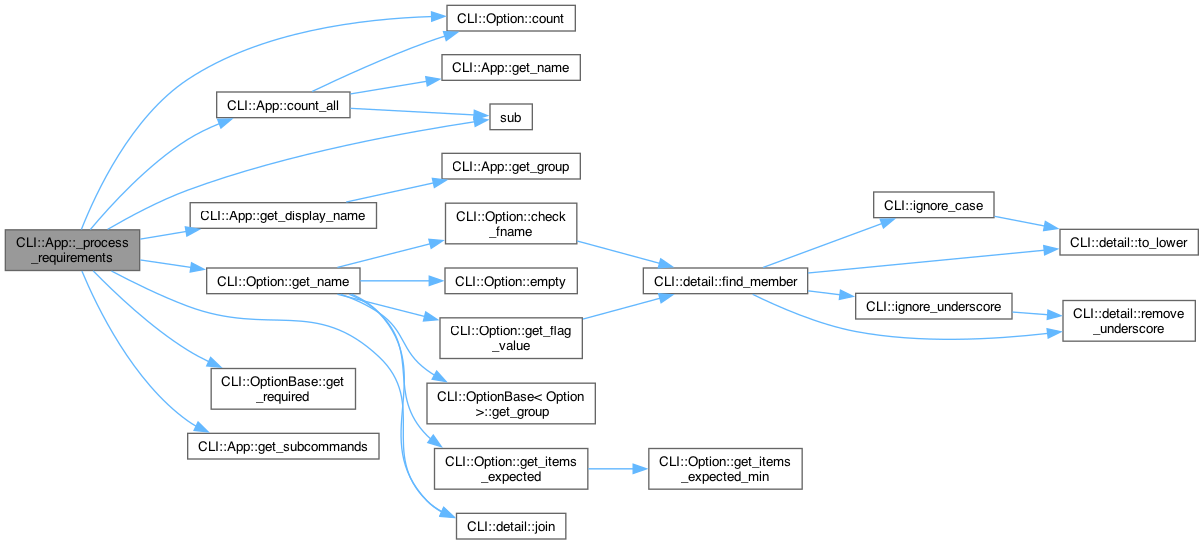 CLI::App::_process
_requirements
CLI::Option::count
CLI::App::count_all
CLI::App::get_name
sub
CLI::App::get_display_name
CLI::App::get_group
CLI::Option::get_name
CLI::Option::check
_fname
CLI::Option::empty
CLI::Option::get_flag
_value
CLI::detail::find_member
CLI::ignore_case
CLI::detail::to_lower
CLI::ignore_underscore
CLI::detail::remove
_underscore
CLI::OptionBase< Option
>::get_group
CLI::Option::get_items
_expected
CLI::Option::get_items
_expected_min
CLI::detail::join
CLI::OptionBase::get
_required
CLI::App::get_subcommands